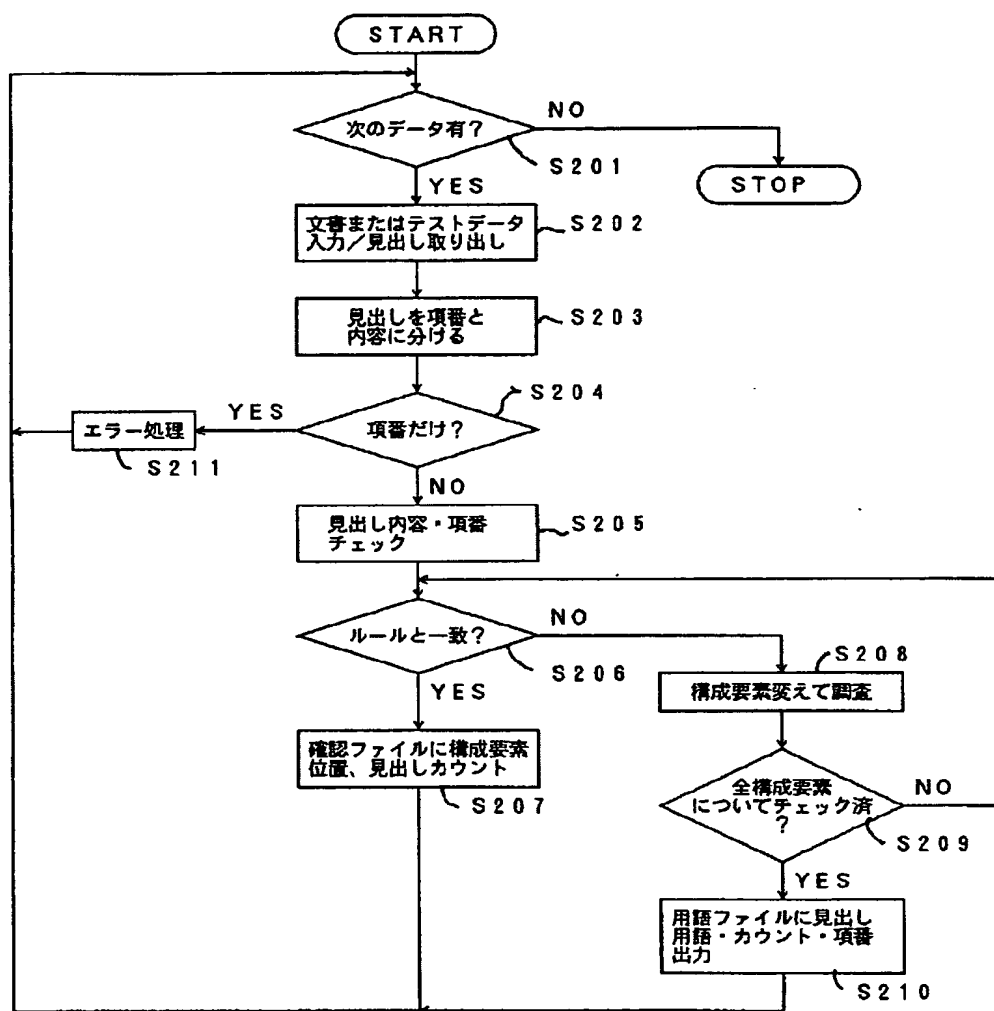 START
次のデータ有?
NO
S201
STOP
YES
文書またはテストデータ
入力/見出し取り出し
S202
見出しを項番と
内容に分ける
S203
S204
YES
項番だけ?
エラー処理
S211
NO
見出し内容・項番
チェック
S205
ルールと一致?
NO
S206
YES
S208
構成要素変えて調査
確認ファイルに構成要素
位置、見出しカウント
S207
全構成要素
についてチェック済
?
NO
S209
YES
用語ファイルに見出し
用語・カウント・項番
出力
S210